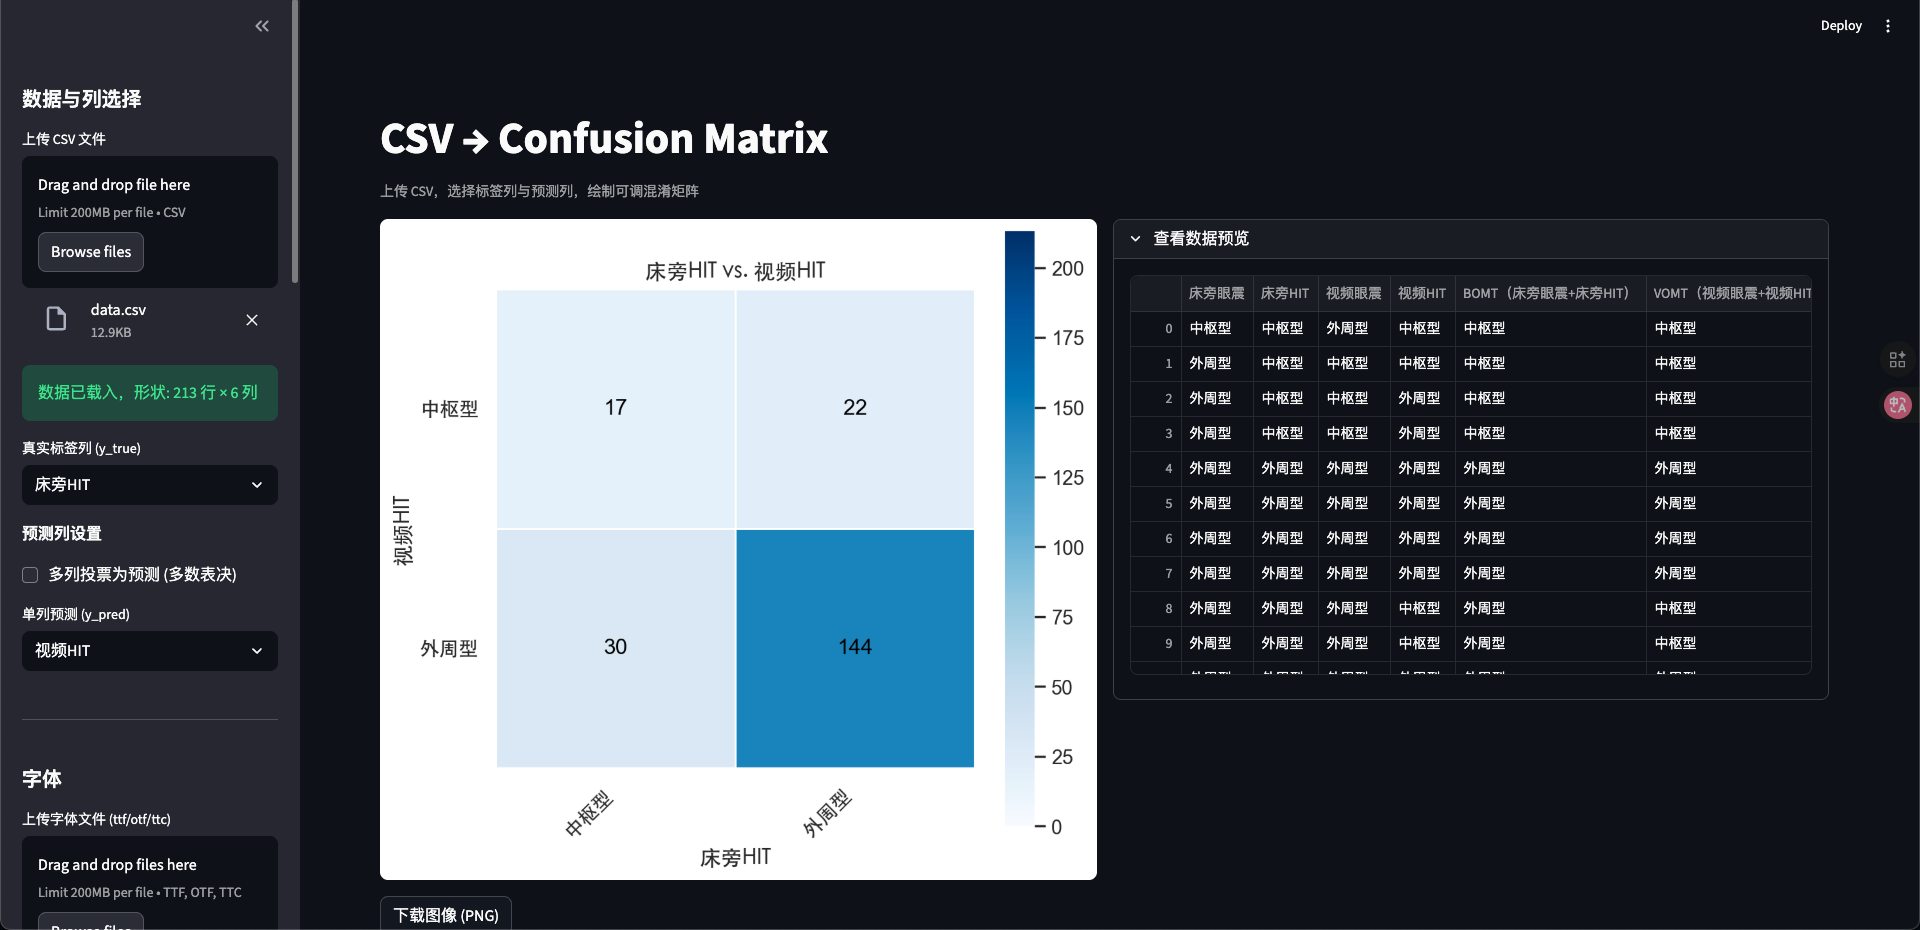 数据与列选择
上传 CSV 文件
Drag and drop file here
Limit 200MB per file • CSV
Browse files
data.csv
12.9KB
数据已载入，形状: 213 行 × 6 列
真实标签列 (y_true)
床旁HIT
预测列设置
多列投票为预测 (多数表决)
单列预测 (y_pred)
视频HIT
字体
上传字体文件 (ttf/otf/ttc)
Drag and drop files here
Limit 200MB per file • TTF, OTF, TTC
Browse files
Deploy
CSV → Confusion Matrix
上传 CSV，选择标签列与预测列，绘制可调混淆矩阵
床旁HIT vs. 视频HIT
视频HIT
中枢型
17 22
外周型
30 144
中枢型 外周型
床旁HIT
200
175
150
125
100
75
50
25
0
下载图像 (PNG)
查看数据预览
床旁眼震 床旁HIT 视频眼震 视频HIT BOMT（床旁眼震+床旁HIT） VOMT（视频眼震+视频HIT
0 中枢型 中枢型 外周型 中枢型 中枢型 中枢型
1 外周型 中枢型 中枢型 中枢型 中枢型 中枢型
2 外周型 中枢型 中枢型 外周型 中枢型 中枢型
3 外周型 中枢型 中枢型 外周型 中枢型 中枢型
4 外周型 外周型 外周型 外周型 外周型 外周型
5 外周型 外周型 外周型 外周型 外周型 外周型
6 外周型 外周型 外周型 外周型 外周型 外周型
7 外周型 外周型 外周型 外周型 外周型 外周型
8 外周型 外周型 外周型 中枢型 外周型 中枢型
9 外周型 外周型 外周型 中枢型 外周型 中枢型